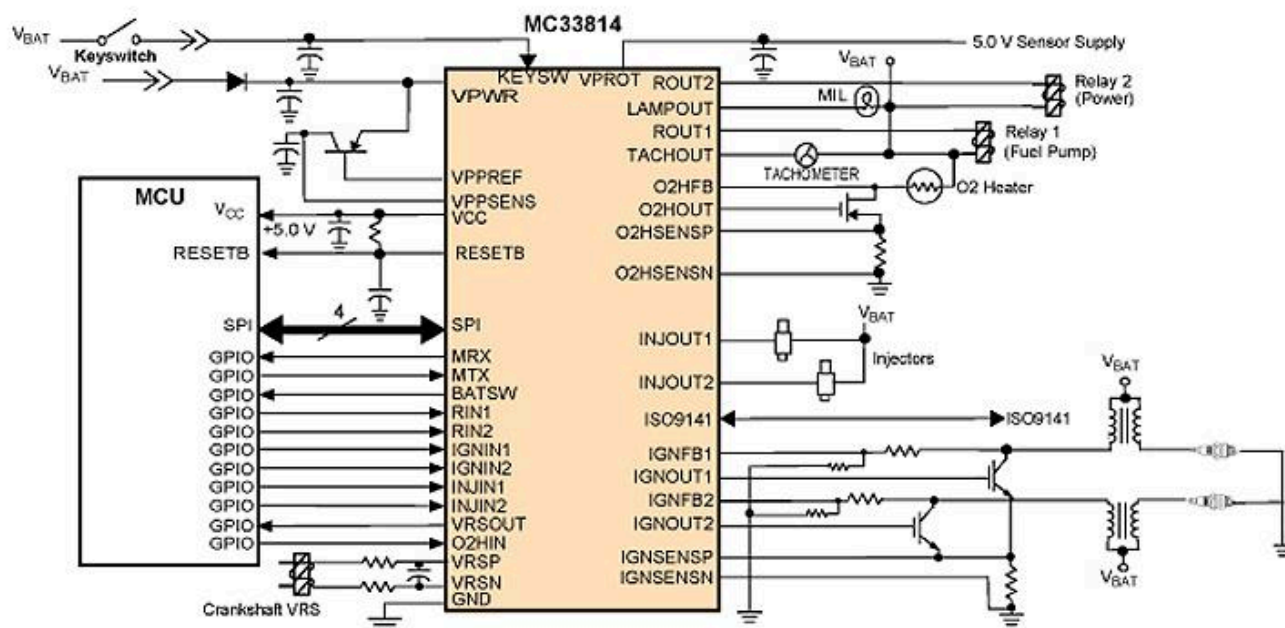 MC33814
VBAT
Keyswitch
VBAT
5.0 V Sensor Supply
KEYSW
VPROT
VPWR
VPPREF
VPPSENS
VCC
RESETB
SPI
MRX
MTX
BATSW
RIN1
RIN2
IGNIN1
IGNIN2
INJIN1
INJIN2
VRSOUT
O2HIN
VRSP
VRSN
GND
MCU
VCC
+5.0 V
RESETB
4
SPI
GPIO
GPIO
GPIO
GPIO
GPIO
GPIO
GPIO
GPIO
GPIO
GPIO
GPIO
Crankshaft VRS
ROUT2
LAMPOUT
ROUT1
TACHOUT
O2HFB
O2HOUT
O2HSENSP
O2HSENSN
INJOUT1
INJOUT2
ISO9141
IGNFB1
IGNOUT1
IGNFB2
IGNOUT2
IGNSENSP
IGNSENSN
VBAT
MIL
Relay 2
(Power)
Relay 1
(Fuel Pump)
TACHOMETER
O2 Heater
VBAT
Injectors
ISO9141
VBAT
VBAT